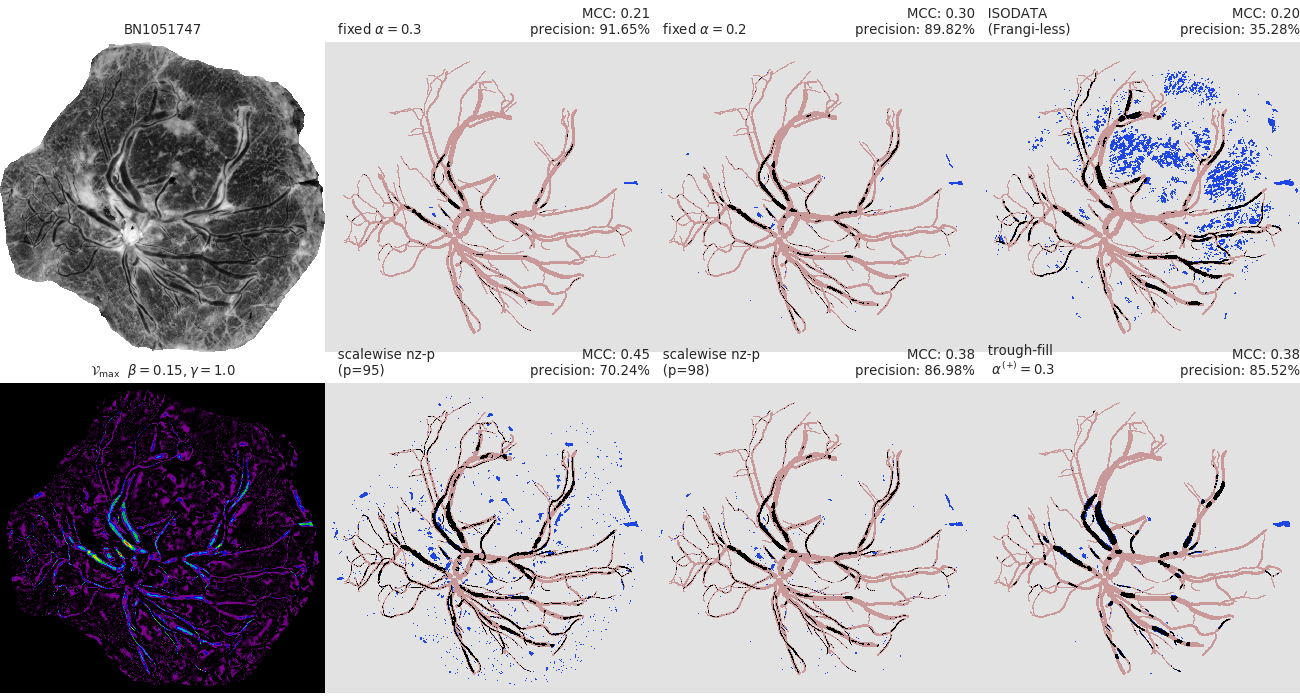 BN1051747
fixed α = 0.3
MCC: 0.21
precision: 91.65%
fixed α = 0.2
MCC: 0.30
precision: 89.82%
ISODATA
(Frangi-less)
MCC: 0.20
precision: 35.28%
𝒱max β = 0.15, γ = 1.0
scalewise nz-p
(p=95)
MCC: 0.45
precision: 70.24%
scalewise nz-p
(p=98)
MCC: 0.38
precision: 86.98%
trough-fill
α(+) = 0.3
MCC: 0.38
precision: 85.52%